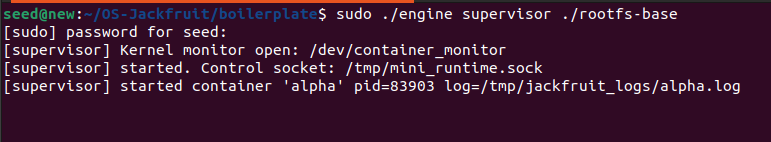 seed@new:~/OS-Jackfruit/boilerplate$ sudo ./engine supervisor ./rootfs-base
[sudo] password for seed:
[supervisor] Kernel monitor open: /dev/container_monitor
[supervisor] started. Control socket: /tmp/mini_runtime.sock
[supervisor] started container 'alpha' pid=83903 log=/tmp/jackfruit_logs/alpha.log